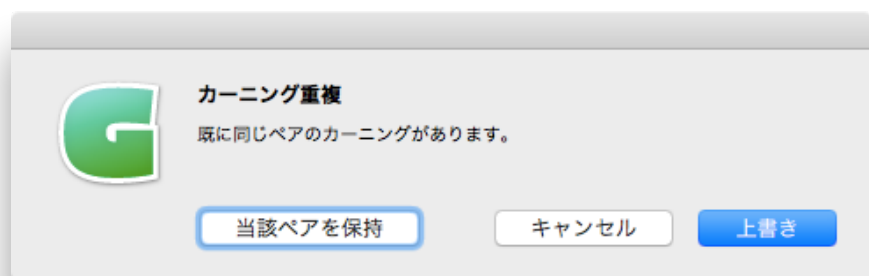 カーニング重複
既に同じペアのカーニングがあります。
当該ペアを保持
キャンセル
上書き